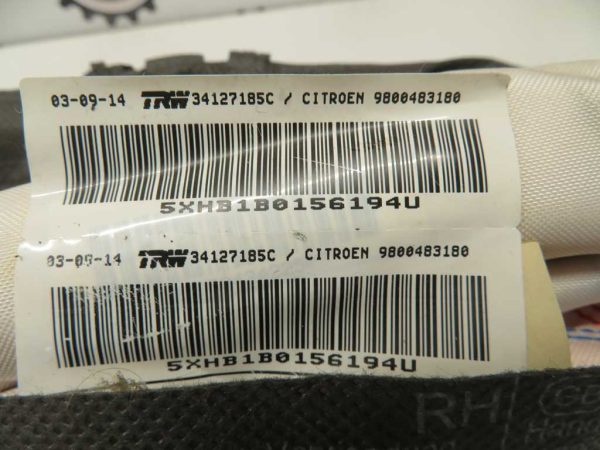 03-09-14 TRW 34127185C / CITROEN 9800483180
5XHB1B0156194U
03-09-14 TRW 34127185C / CITROEN 9800483180
5XHB1B0156194U
RH